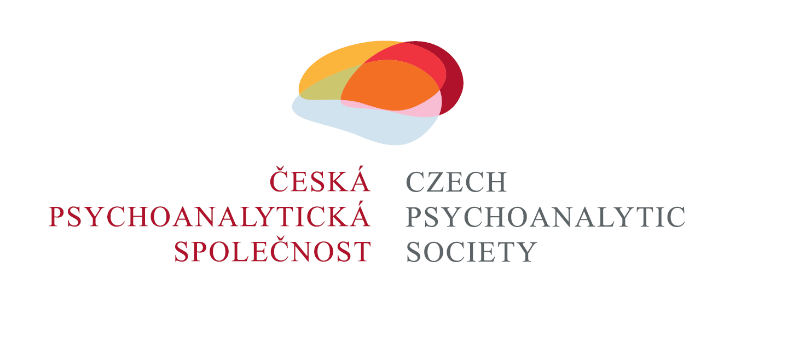 ČESKÁ
PSYCHOANALYTICKÁ
SPOLEČNOST
CZECH
PSYCHOANALYTIC
SOCIETY